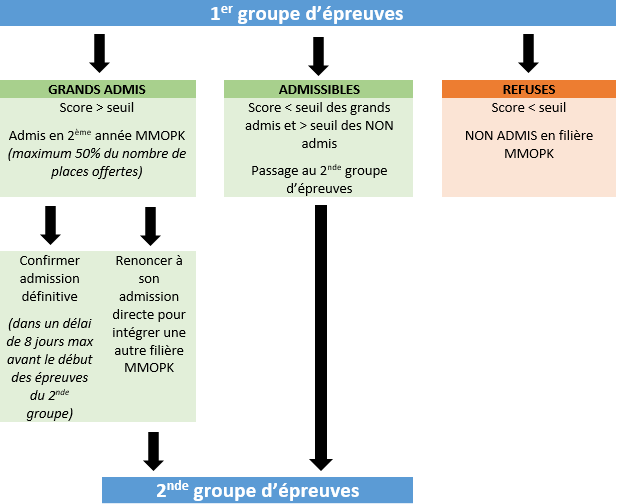 1er groupe d'épreuves
GRANDS ADMIS
Score > seuil
Admis en 2ème année MMOPK
(maximum 50% du nombre de
places offertes)
ADMISSIBLES
Score < seuil des grands
admis et > seuil des NON
admis
Passage au 2nde groupe
d'épreuves
REFUSES
Score < seuil
NON ADMIS en filière
MMOPK
Confirmer
admission
définitive
(dans un délai
de 8 jours max
avant le début
des épreuves
du 2nde
groupe)
Renoncer à
son
admission
directe pour
intégrer une
autre filière
MMOPK
2nde groupe d'épreuves